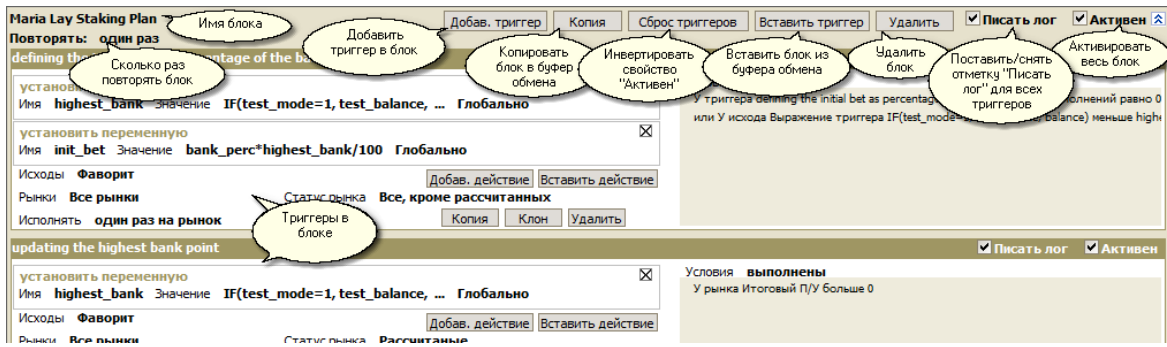 Maria Lay Staking Plan
Имя блока
Добав. триггер
Копия
Сброс триггеров
Вставить триггер
Удалить
Писать лог
Активен
Повторять: один раз
Добавить
триггер в блок
Копировать
блок в буфер
обмена
Инвертировать
свойство
"Активен"
Вставить блок из
буфера обмена
Удалить
блок
Поставить/снять
отметку "Писать
лог" для всех
триггеров
Активировать
весь блок
Сколько раз
повторять блок
defining the
entage of the ba
установи
Имя highest_bank Значение IF(test_mode=1, test_balance, ... Глобально
У триггера defining the initial bet as percentag
олнений равно 0
или У исхода Выражение триггера IF(test_mode=
balance) меньше highe
установить переменную
Имя init_bet Значение bank_perc*highest_bank/100 Глобально
Исходы Фаворит
Добав. действие
Вставить действие
Рынки Все рынки
Статус рынка Все, кроме рассчитанных
Исполнять один раз на рынок
Копия
Клон
Удалить
Триггеры в
блоке
updating the highest bank point
Писать лог
Активен
установить переменную
Имя highest_bank Значение IF(test_mode=1, test_balance, ... Глобально
Условия выполнены
У рынка Итоговый П/У больше 0
Исходы Фаворит
Добав. действие
Вставить действие
Рынки Все рынки
Статус рынка Рассчитаные